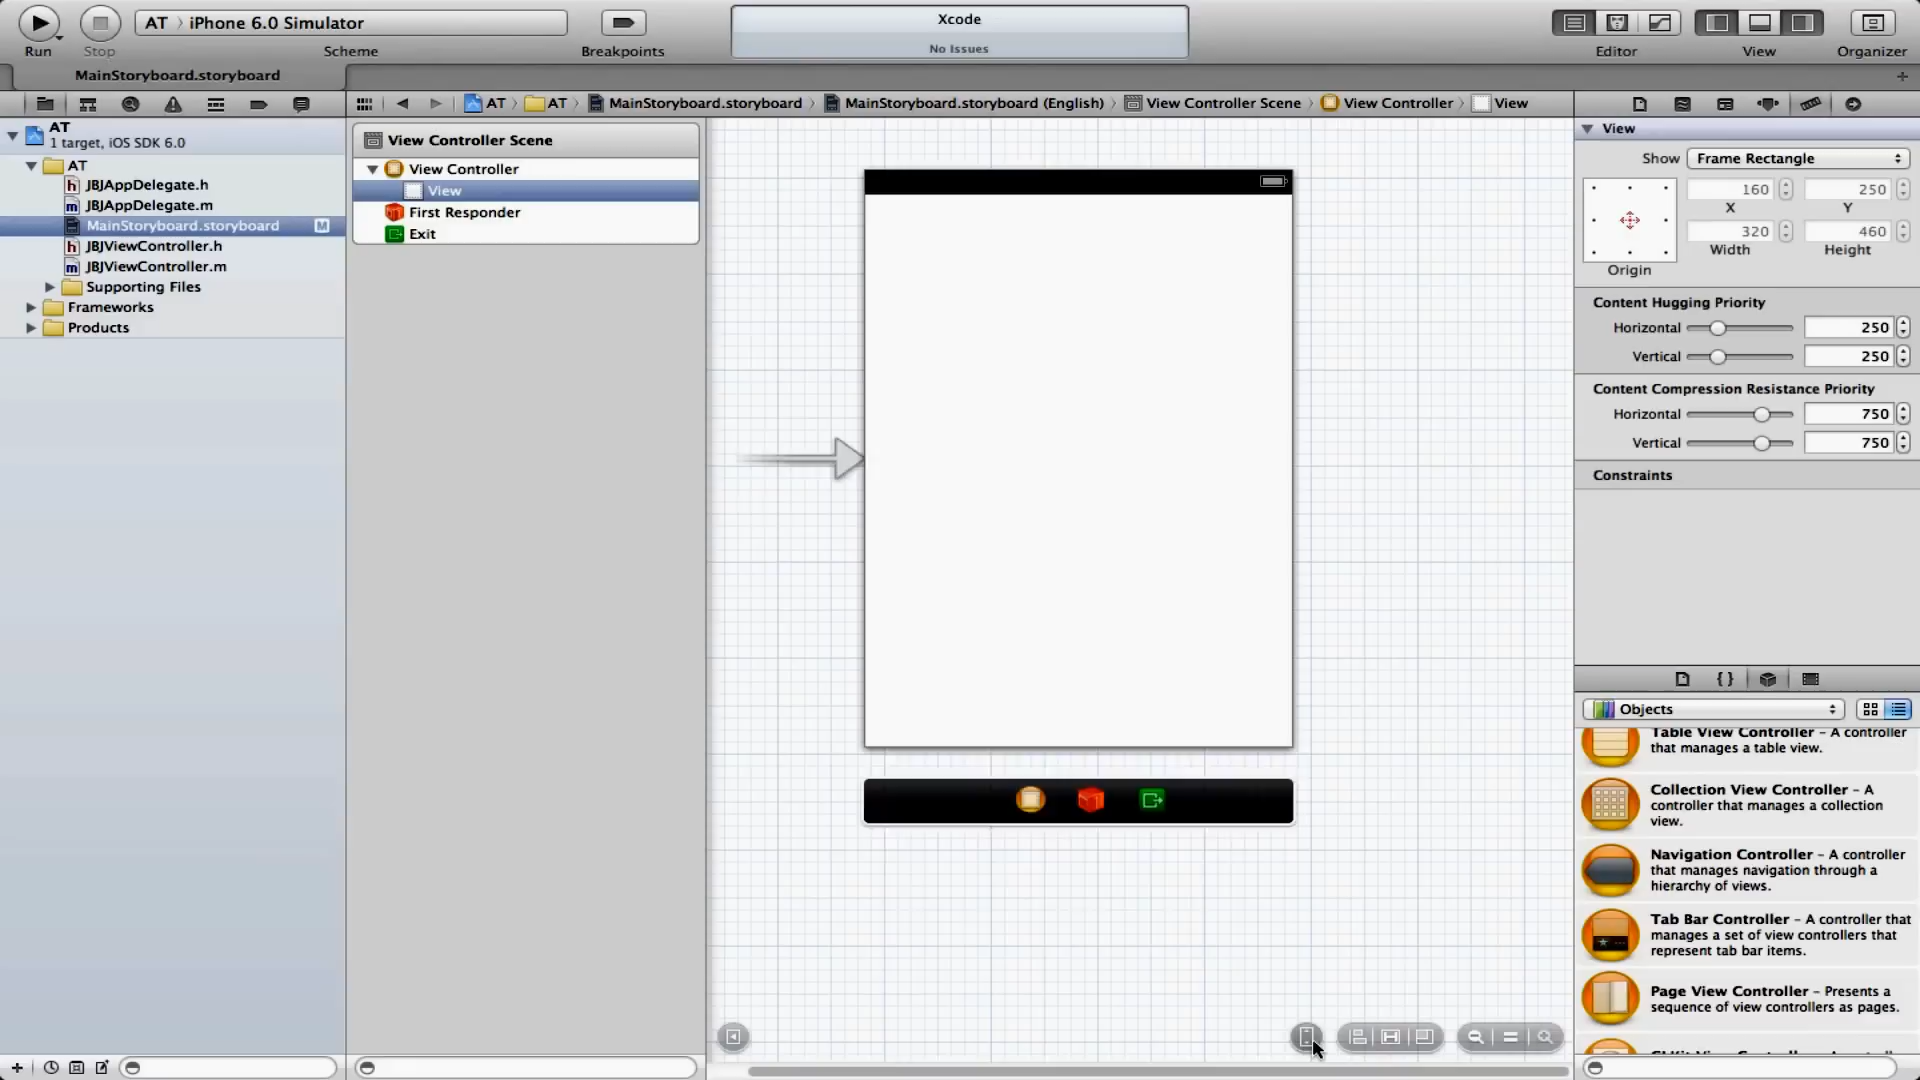 AT 〉 iPhone 6.0 Simulator
Run
Stop
Scheme
Breakpoints
Xcode
No Issues
Editor
View
Organizer
MainStoryboard.storyboard
AT
AT
MainStoryboard.storyboard
MainStoryboard.storyboard (English)
View Controller Scene
View Controller
View
AT
1 target, iOS SDK 6.0
AT
JBJAppDelegate.h
JBJAppDelegate.m
MainStoryboard.storyboard M
JBJViewController.h
JBJViewController.m
Supporting Files
Frameworks
Products
View Controller Scene
View Controller
View
First Responder
Exit
View
Show Frame Rectangle
160 250
X Y
320 460
Width Height
Origin
Content Hugging Priority
Horizontal 250
Vertical 250
Content Compression Resistance Priority
Horizontal 750
Vertical 750
Constraints
Objects
Table View Controller – A controller
that manages a table view.
Collection View Controller – A
controller that manages a collection
view.
Navigation Controller – A controller
that manages navigation through a
hierarchy of views.
Tab Bar Controller – A controller that
manages a set of view controllers that
represent tab bar items.
Page View Controller – Presents a
sequence of view controllers as pages.